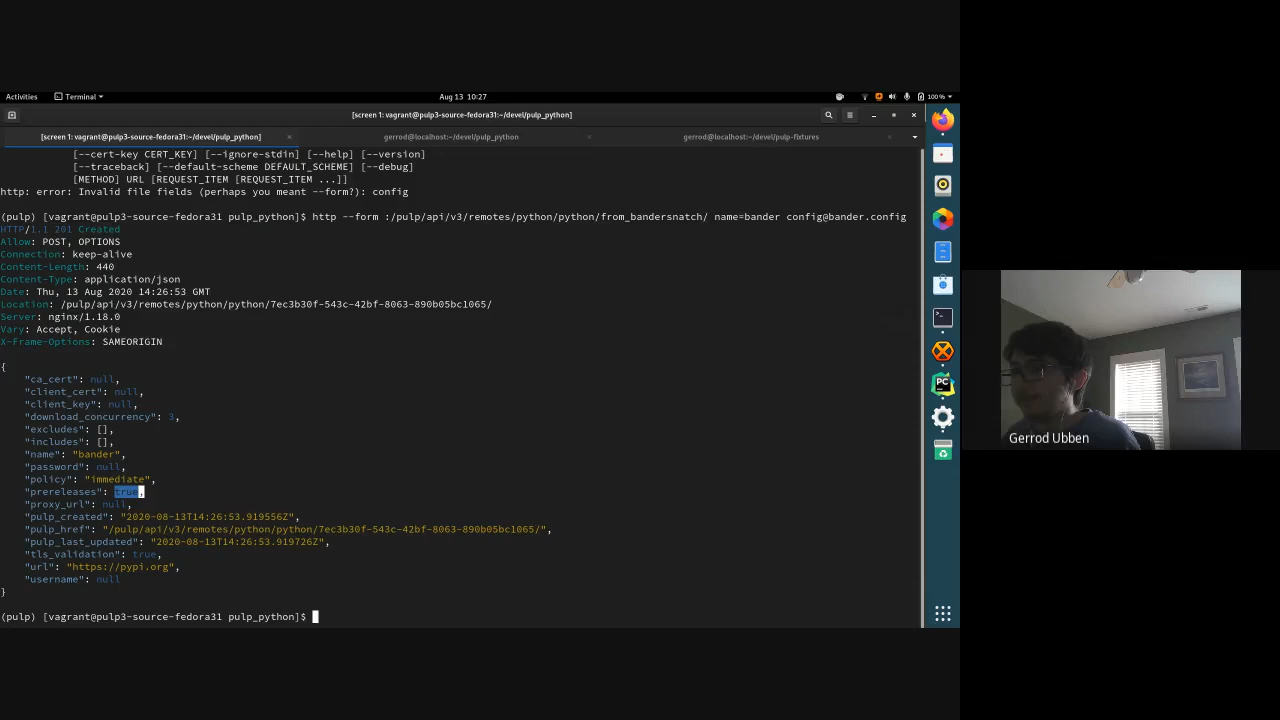 Activities
Terminal
Aug 13 10:27
100%
[screen 1: vagrant@pulp3-source-fedora31:~/devel/pulp_python]
[screen 1: vagrant@pulp3-source-fedora31:~/devel/pulp_python]
gerrod@localhost:~/devel/pulp_python
gerrod@localhost:~/devel/pulp-fixtures
[--cert-key CERT_KEY] [--ignore-stdin] [--help] [--version]
[--traceback] [--default-scheme DEFAULT_SCHEME] [--debug]
[METHOD] URL [REQUEST_ITEM [REQUEST_ITEM ...]]
http: error: Invalid file fields (perhaps you meant --form?): config
(pulp) [vagrant@pulp3-source-fedora31 pulp_python]$ http --form :/pulp/api/v3/remotes/python/python/from_bandersnatch/ name=bander config@bander.config
HTTP/1.1 201 Created
Allow: POST, OPTIONS
Connection: keep-alive
Content-Length: 440
Content-Type: application/json
Date: Thu, 13 Aug 2020 14:26:53 GMT
Location: /pulp/api/v3/remotes/python/python/7ec3b30f-543c-42bf-8063-890b05bc1065/
Server: nginx/1.18.0
Vary: Accept, Cookie
X-Frame-Options: SAMEORIGIN
{
"ca_cert": null,
"client_cert": null,
"client_key": null,
"download_concurrency": 3,
"excludes": [],
"includes": [],
"name": "bander",
"password": null,
"policy": "immediate",
"prereleases": true,
"proxy_url": null,
"pulp_created": "2020-08-13T14:26:53.919556Z",
"pulp_href": "/pulp/api/v3/remotes/python/python/7ec3b30f-543c-42bf-8063-890b05bc1065/",
"pulp_last_updated": "2020-08-13T14:26:53.919726Z",
"tls_validation": true,
"url": "https://pypi.org",
"username": null
}
(pulp) [vagrant@pulp3-source-fedora31 pulp_python]$
PC
Gerrod Ubben